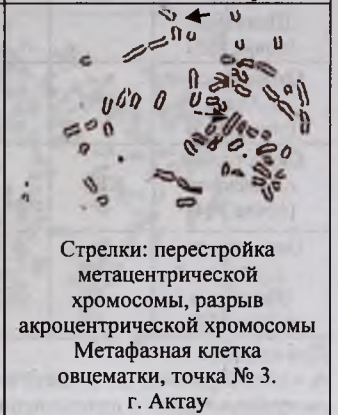 Стрелки: перестройка
метацентрической
хромосомы, разрыв
акроцентрической хромосомы
Метафазная клетка
овцематки, точка № 3.
г. Актау